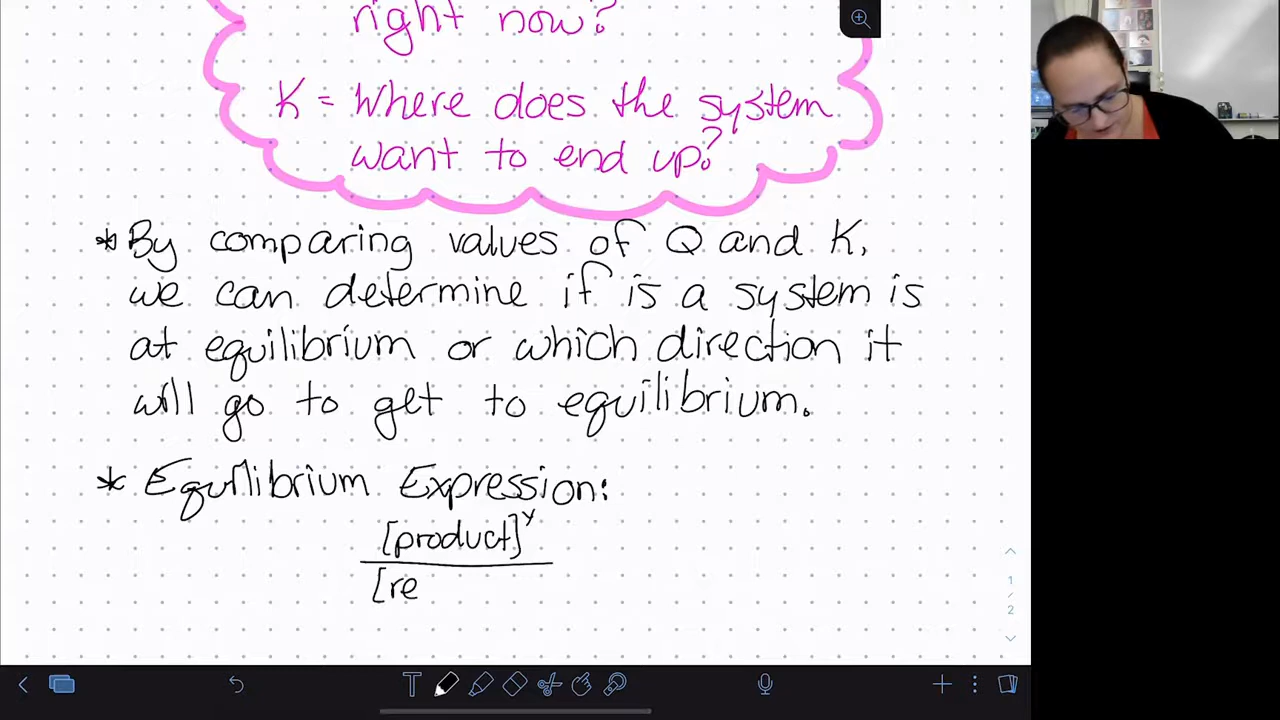 right now?
K = Where does the system
want to end up?
* By comparing values of Q and K,
we can determine if is a system is
at equilibrium or which direction it
will go to get to equilibrium.
* Equilibrium Expression:
[product]^y
[re
1
/
2
T